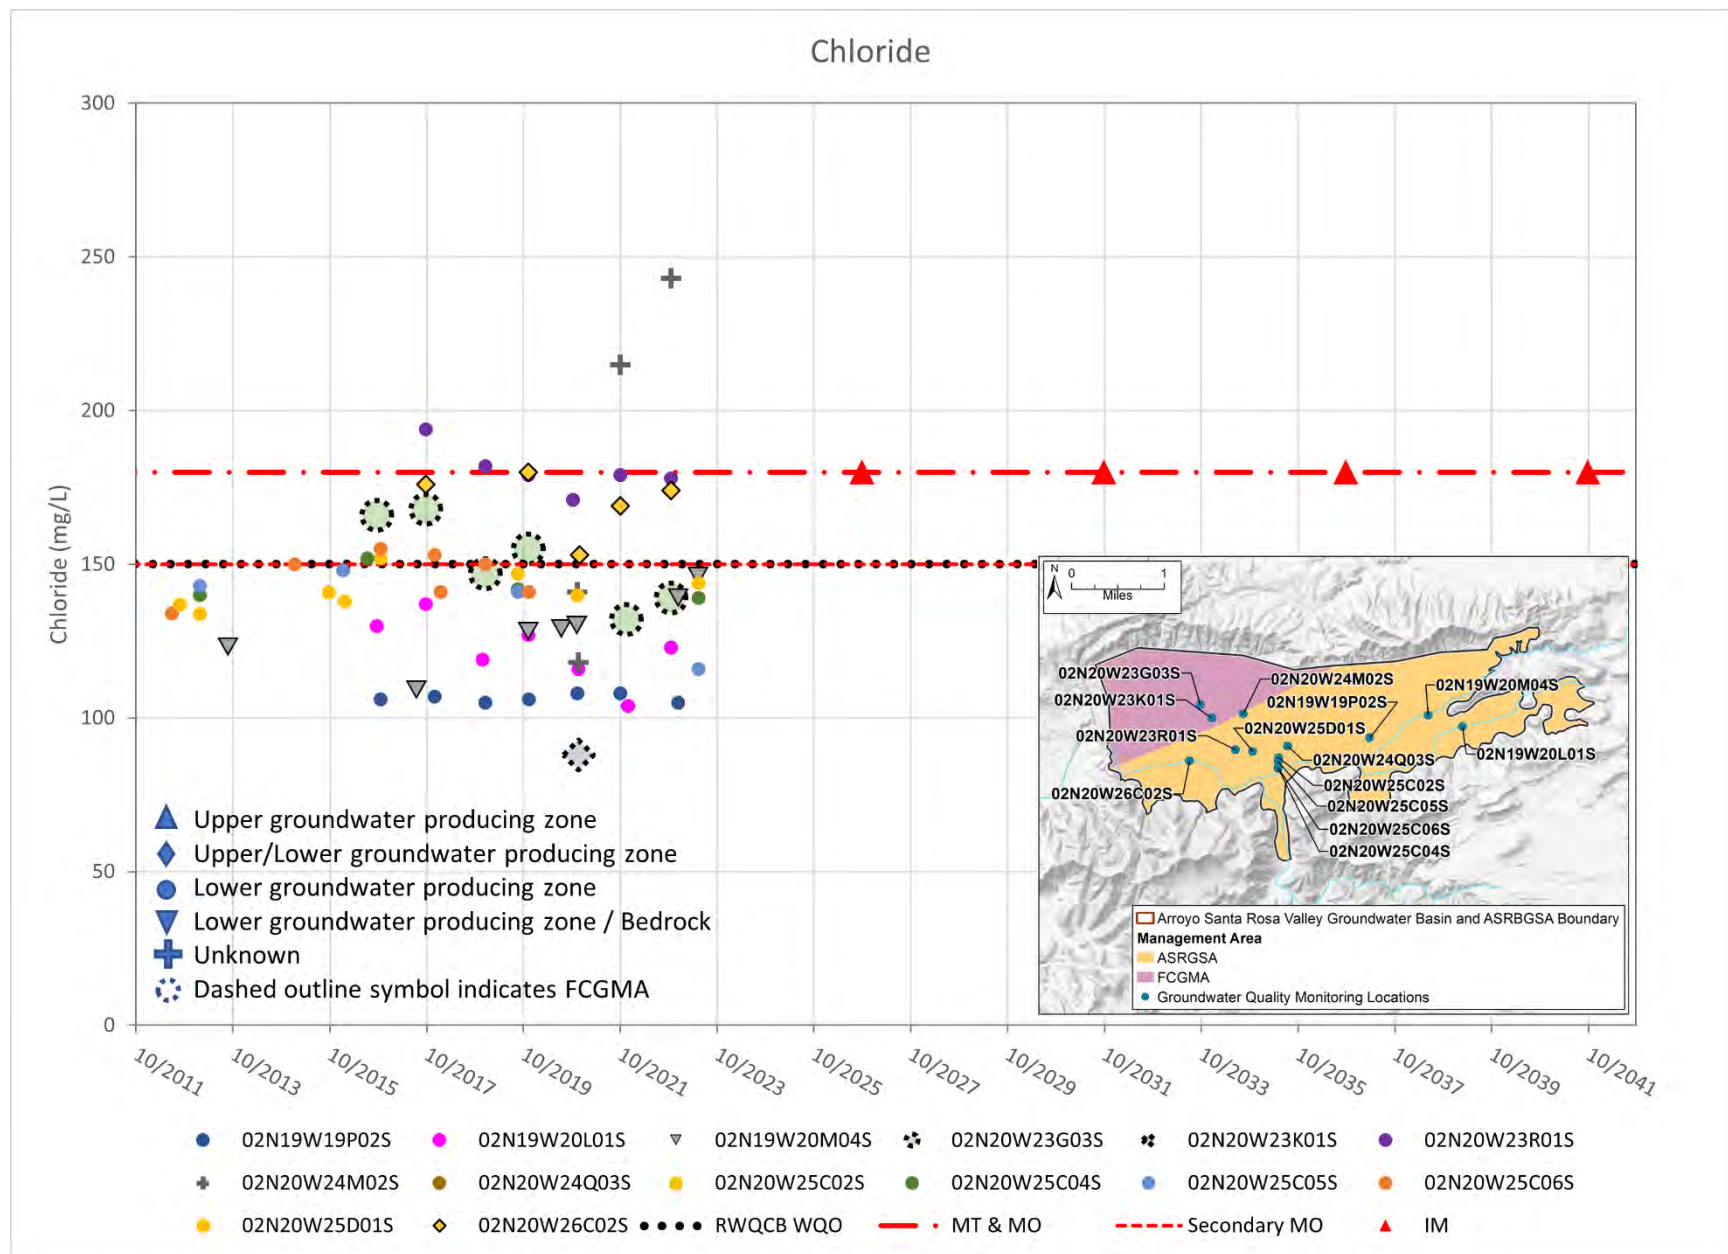 Chloride
300
250
200
150
100
50
0
Chloride (mg/L)
10/2011
10/2013
10/2015
10/2017
10/2019
10/2021
10/2023
10/2025
10/2027
10/2029
10/2031
10/2033
10/2035
10/2037
10/2039
10/2041
Upper groundwater producing zone
Upper/Lower groundwater producing zone
Lower groundwater producing zone
Lower groundwater producing zone / Bedrock
Unknown
Dashed outline symbol indicates FCGMA
N
0 1
Miles
02N20W23G03S
02N20W24M02S
02N19W20M04S
02N20W23K01S
02N19W19P02S
02N20W25D01S
02N20W23R01S
02N19W20L01S
02N20W24Q03S
02N20W25C02S
02N20W26C02S
02N20W25C05S
02N20W25C06S
02N20W25C04S
Arroyo Santa Rosa Valley Groundwater Basin and ASRBGSA Boundary
Management Area
ASRGSA
FCGMA
Groundwater Quality Monitoring Locations
02N19W19P02S 02N19W20L01S 02N19W20M04S 02N20W23G03S 02N20W23K01S 02N20W23R01S
02N20W24M02S 02N20W24Q03S 02N20W25C02S 02N20W25C04S 02N20W25C05S 02N20W25C06S
02N20W25D01S 02N20W26C02S RWQCB WQO MT & MO Secondary MO IM